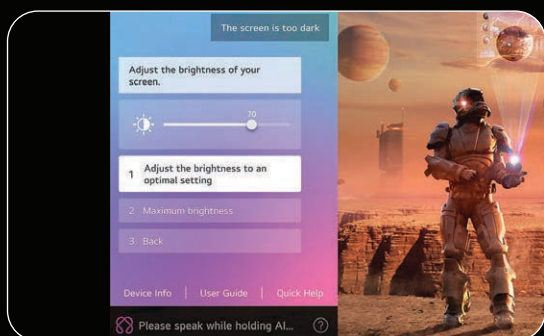 The screen is too dark
Adjust the brightness of your
screen.
70
1 Adjust the brightness to an
optimal setting
2 Maximum brightness
3 Back
Device Info | User Guide | Quick Help
Please speak while holding AI... ?